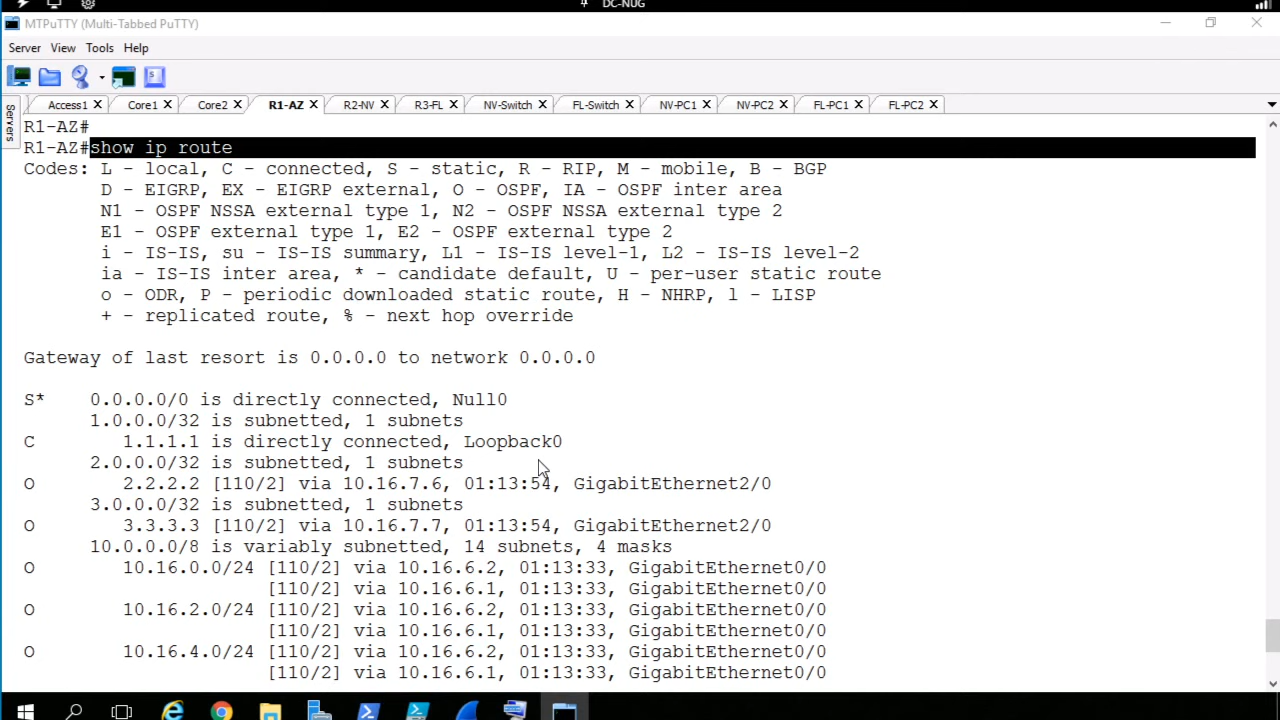 DC-NUG
MTPuTTY (Multi-Tabbed PuTTY)
Server View Tools Help
Servers
Access1 Core1 Core2 R1-AZ R2-NV R3-FL NV-Switch FL-Switch NV-PC1 NV-PC2 FL-PC1 FL-PC2
R1-AZ#
R1-AZ#show ip route
Codes: L - local, C - connected, S - static, R - RIP, M - mobile, B - BGP
D - EIGRP, EX - EIGRP external, O - OSPF, IA - OSPF inter area
N1 - OSPF NSSA external type 1, N2 - OSPF NSSA external type 2
E1 - OSPF external type 1, E2 - OSPF external type 2
i - IS-IS, su - IS-IS summary, L1 - IS-IS level-1, L2 - IS-IS level-2
ia - IS-IS inter area, * - candidate default, U - per-user static route
o - ODR, P - periodic downloaded static route, H - NHRP, l - LISP
+ - replicated route, % - next hop override
Gateway of last resort is 0.0.0.0 to network 0.0.0.0
S* 0.0.0.0/0 is directly connected, Null0
1.0.0.0/32 is subnetted, 1 subnets
C 1.1.1.1 is directly connected, Loopback0
2.0.0.0/32 is subnetted, 1 subnets
O 2.2.2.2 [110/2] via 10.16.7.6, 01:13:54, GigabitEthernet2/0
3.0.0.0/32 is subnetted, 1 subnets
O 3.3.3.3 [110/2] via 10.16.7.7, 01:13:54, GigabitEthernet2/0
10.0.0.0/8 is variably subnetted, 14 subnets, 4 masks
O 10.16.0.0/24 [110/2] via 10.16.6.2, 01:13:33, GigabitEthernet0/0
[110/2] via 10.16.6.1, 01:13:33, GigabitEthernet0/0
O 10.16.2.0/24 [110/2] via 10.16.6.2, 01:13:33, GigabitEthernet0/0
[110/2] via 10.16.6.1, 01:13:33, GigabitEthernet0/0
O 10.16.4.0/24 [110/2] via 10.16.6.2, 01:13:33, GigabitEthernet0/0
[110/2] via 10.16.6.1, 01:13:33, GigabitEthernet0/0